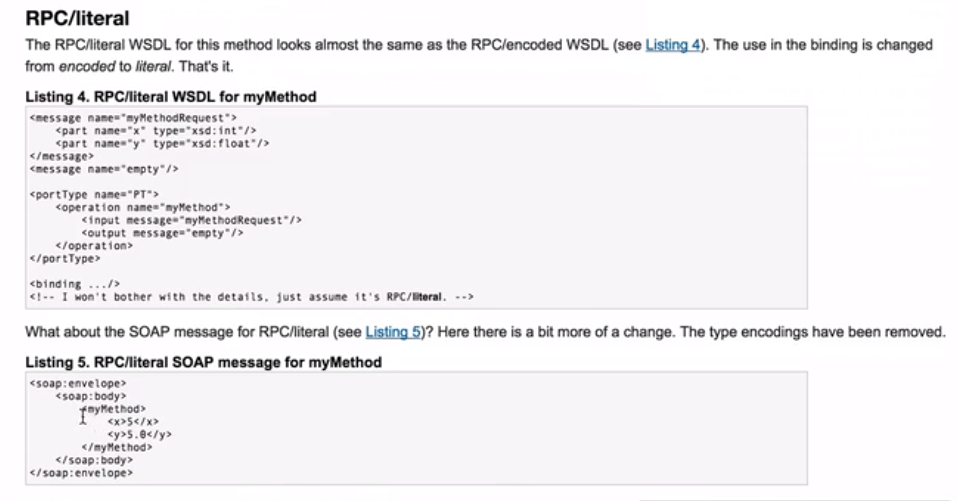 RPC/literal
The RPC/literal WSDL for this method looks almost the same as the RPC/encoded WSDL (see Listing 4). The use in the binding is changed
from encoded to literal. That's it.
Listing 4. RPC/literal WSDL for myMethod
<message name="myMethodRequest">
    <part name="x" type="xsd:int"/>
    <part name="y" type="xsd:float"/>
</message>
<message name="empty"/>
<portType name="PT">
    <operation name="myMethod">
        <input message="myMethodRequest"/>
        <output message="empty"/>
    </operation>
</portType>
<binding .../>
<!-- I won't bother with the details, just assume it's RPC/literal. -->
What about the SOAP message for RPC/literal (see Listing 5)? Here there is a bit more of a change. The type encodings have been removed.
Listing 5. RPC/literal SOAP message for myMethod
<soap:envelope>
    <soap:body>
        <myMethod>
            <x>5</x>
            <y>5.0</y>
        </myMethod>
    </soap:body>
</soap:envelope>